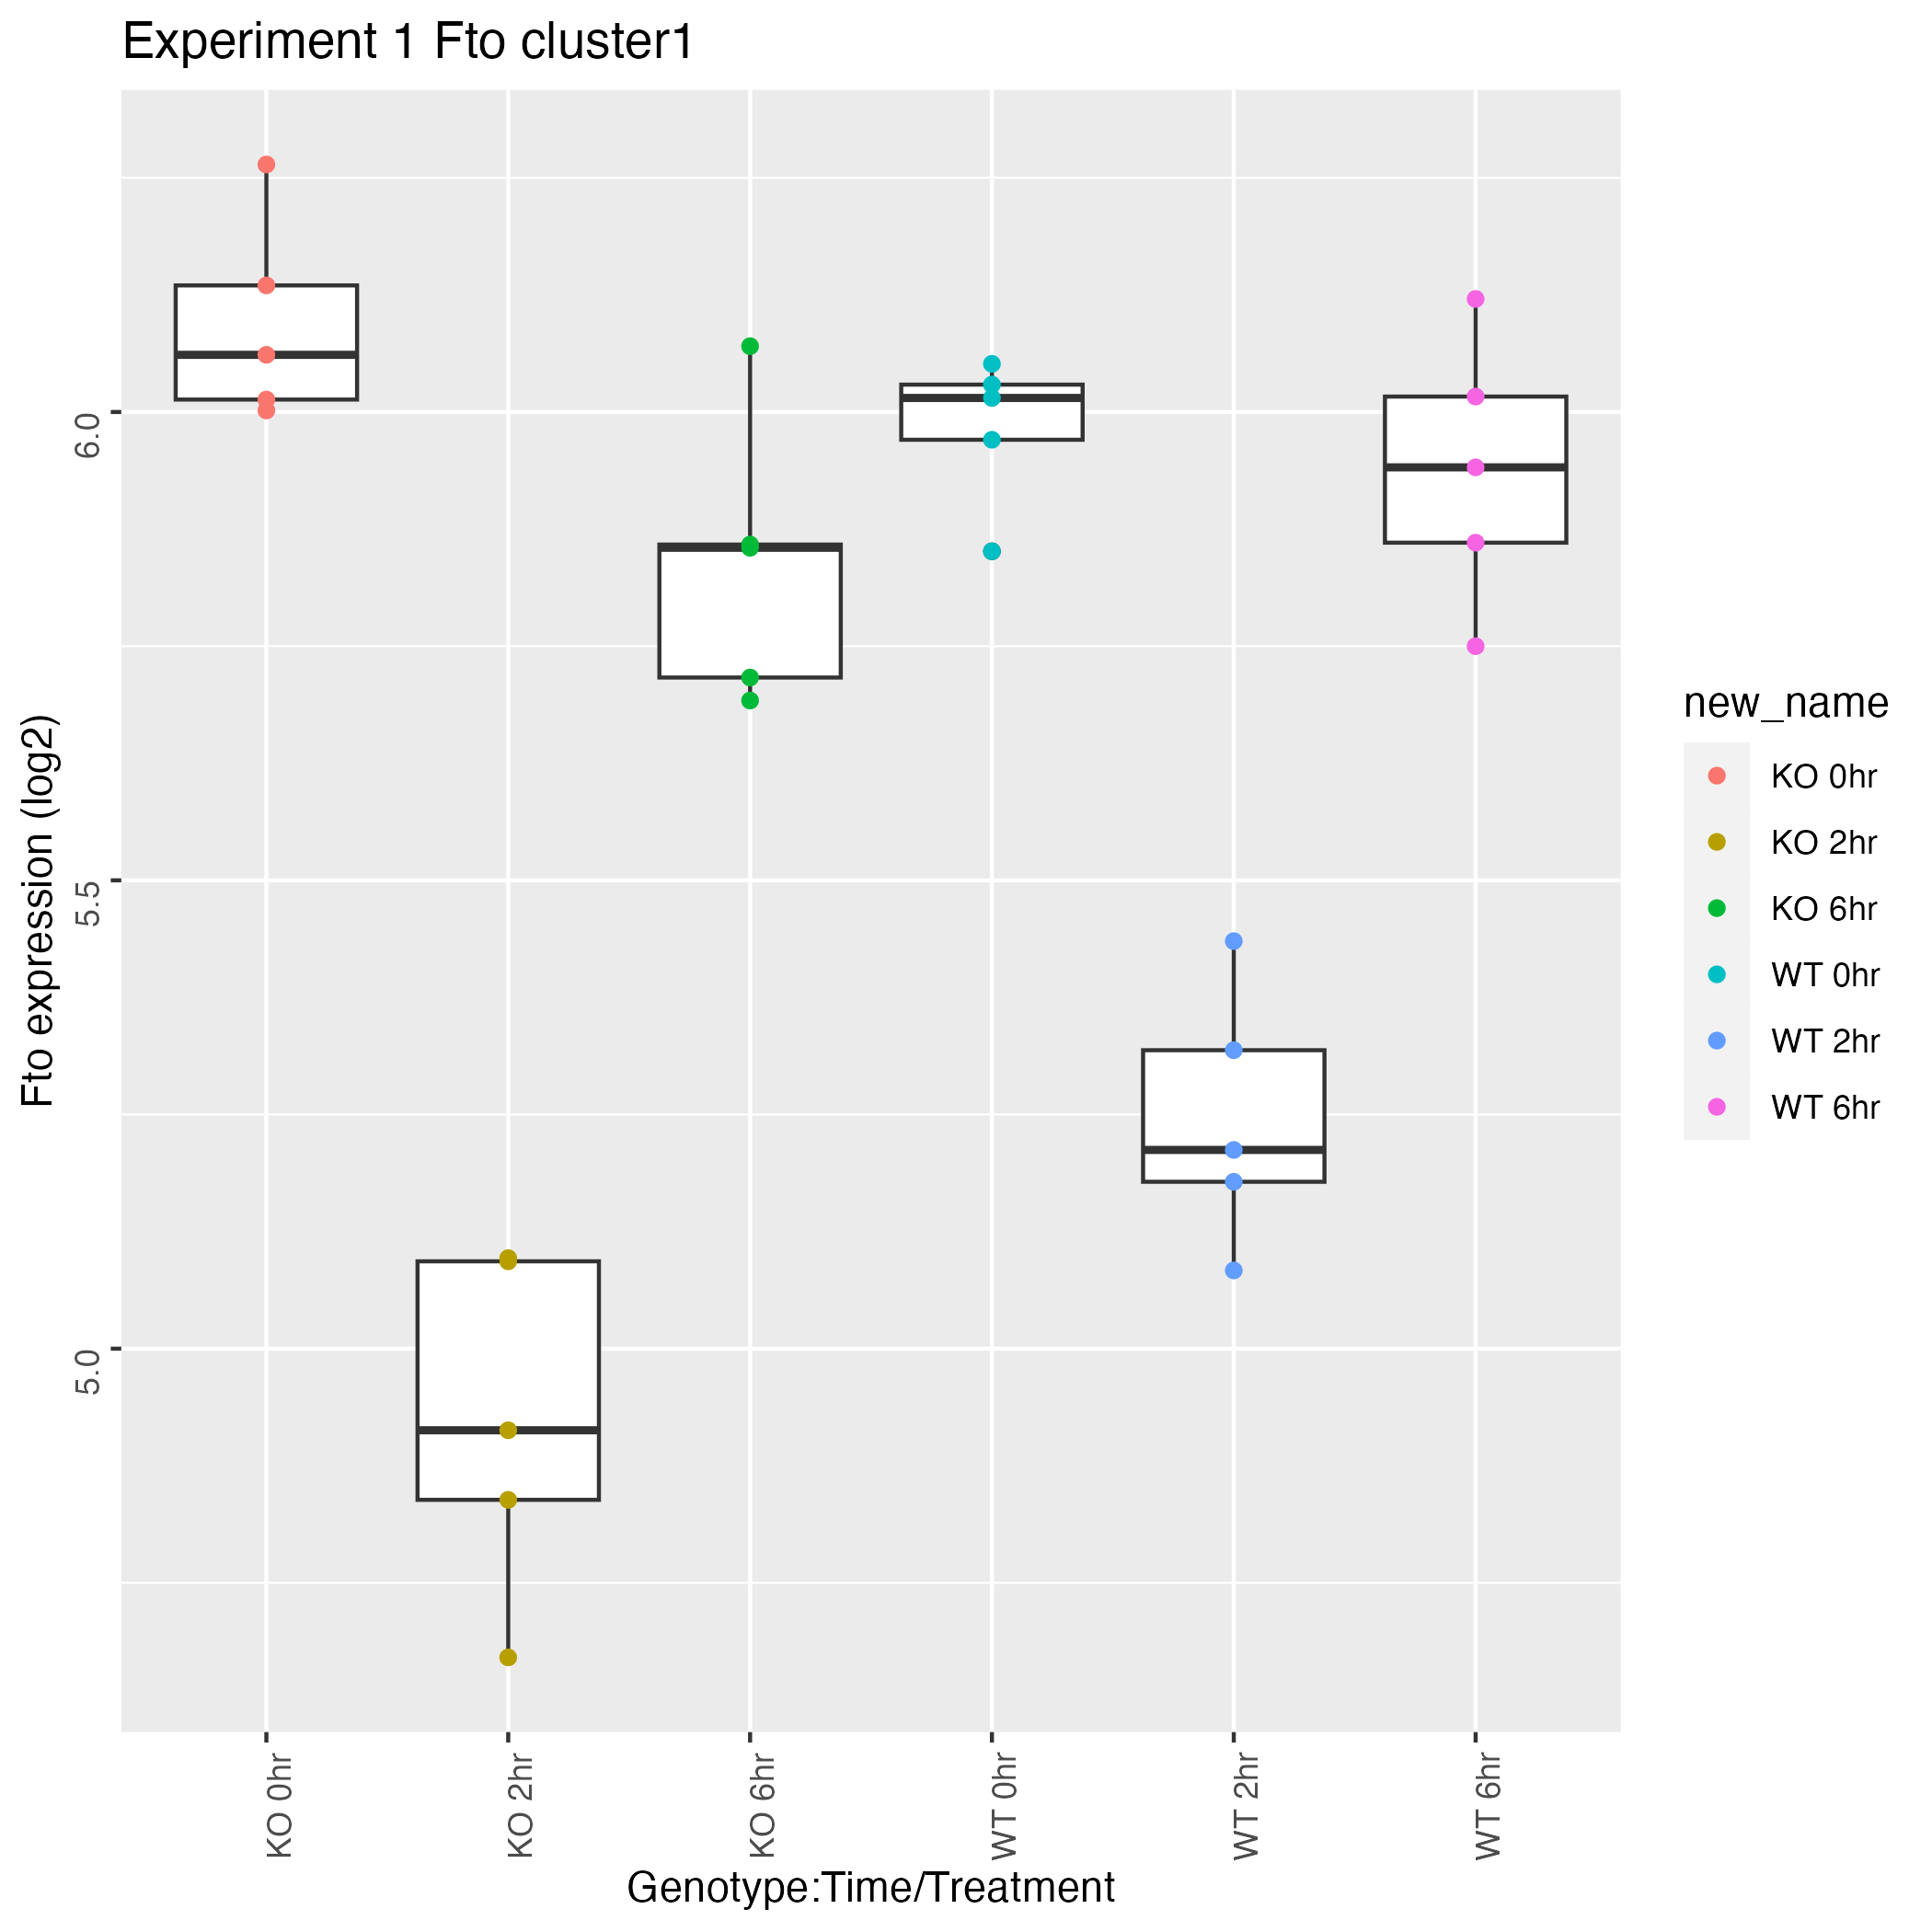 Experiment 1 Fto cluster1
Fto expression (log2)
6.0
5.5
5.0
KO 0hr
KO 2hr
KO 6hr
WT 0hr
WT 2hr
WT 6hr
Genotype:Time/Treatment
new_name
KO 0hr
KO 2hr
KO 6hr
WT 0hr
WT 2hr
WT 6hr